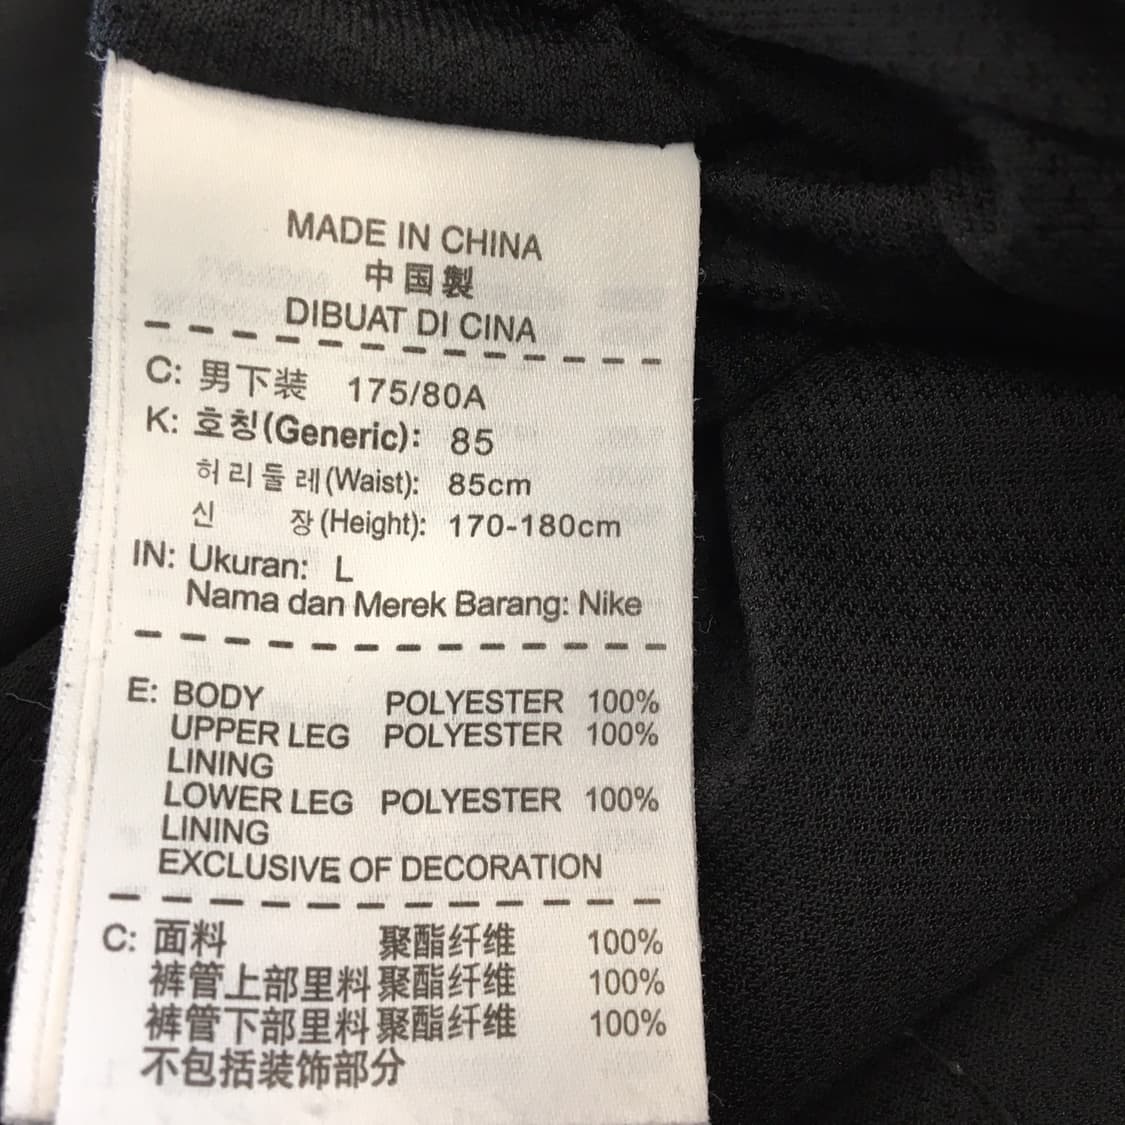 MADE IN CHINA
中国製
DIBUAT DI CINA
C: 男下装 175/80A
K: 호칭(Generic): 85
허리둘레(Waist): 85cm
신 장(Height): 170-180cm
IN: Ukuran: L
Nama dan Merek Barang: Nike
E: BODY POLYESTER 100%
UPPER LEG POLYESTER 100%
LINING
LOWER LEG POLYESTER 100%
LINING
EXCLUSIVE OF DECORATION
C: 面料 聚酯纤维 100%
裤管上部里料 聚酯纤维 100%
裤管下部里料 聚酯纤维 100%
不包括装饰部分